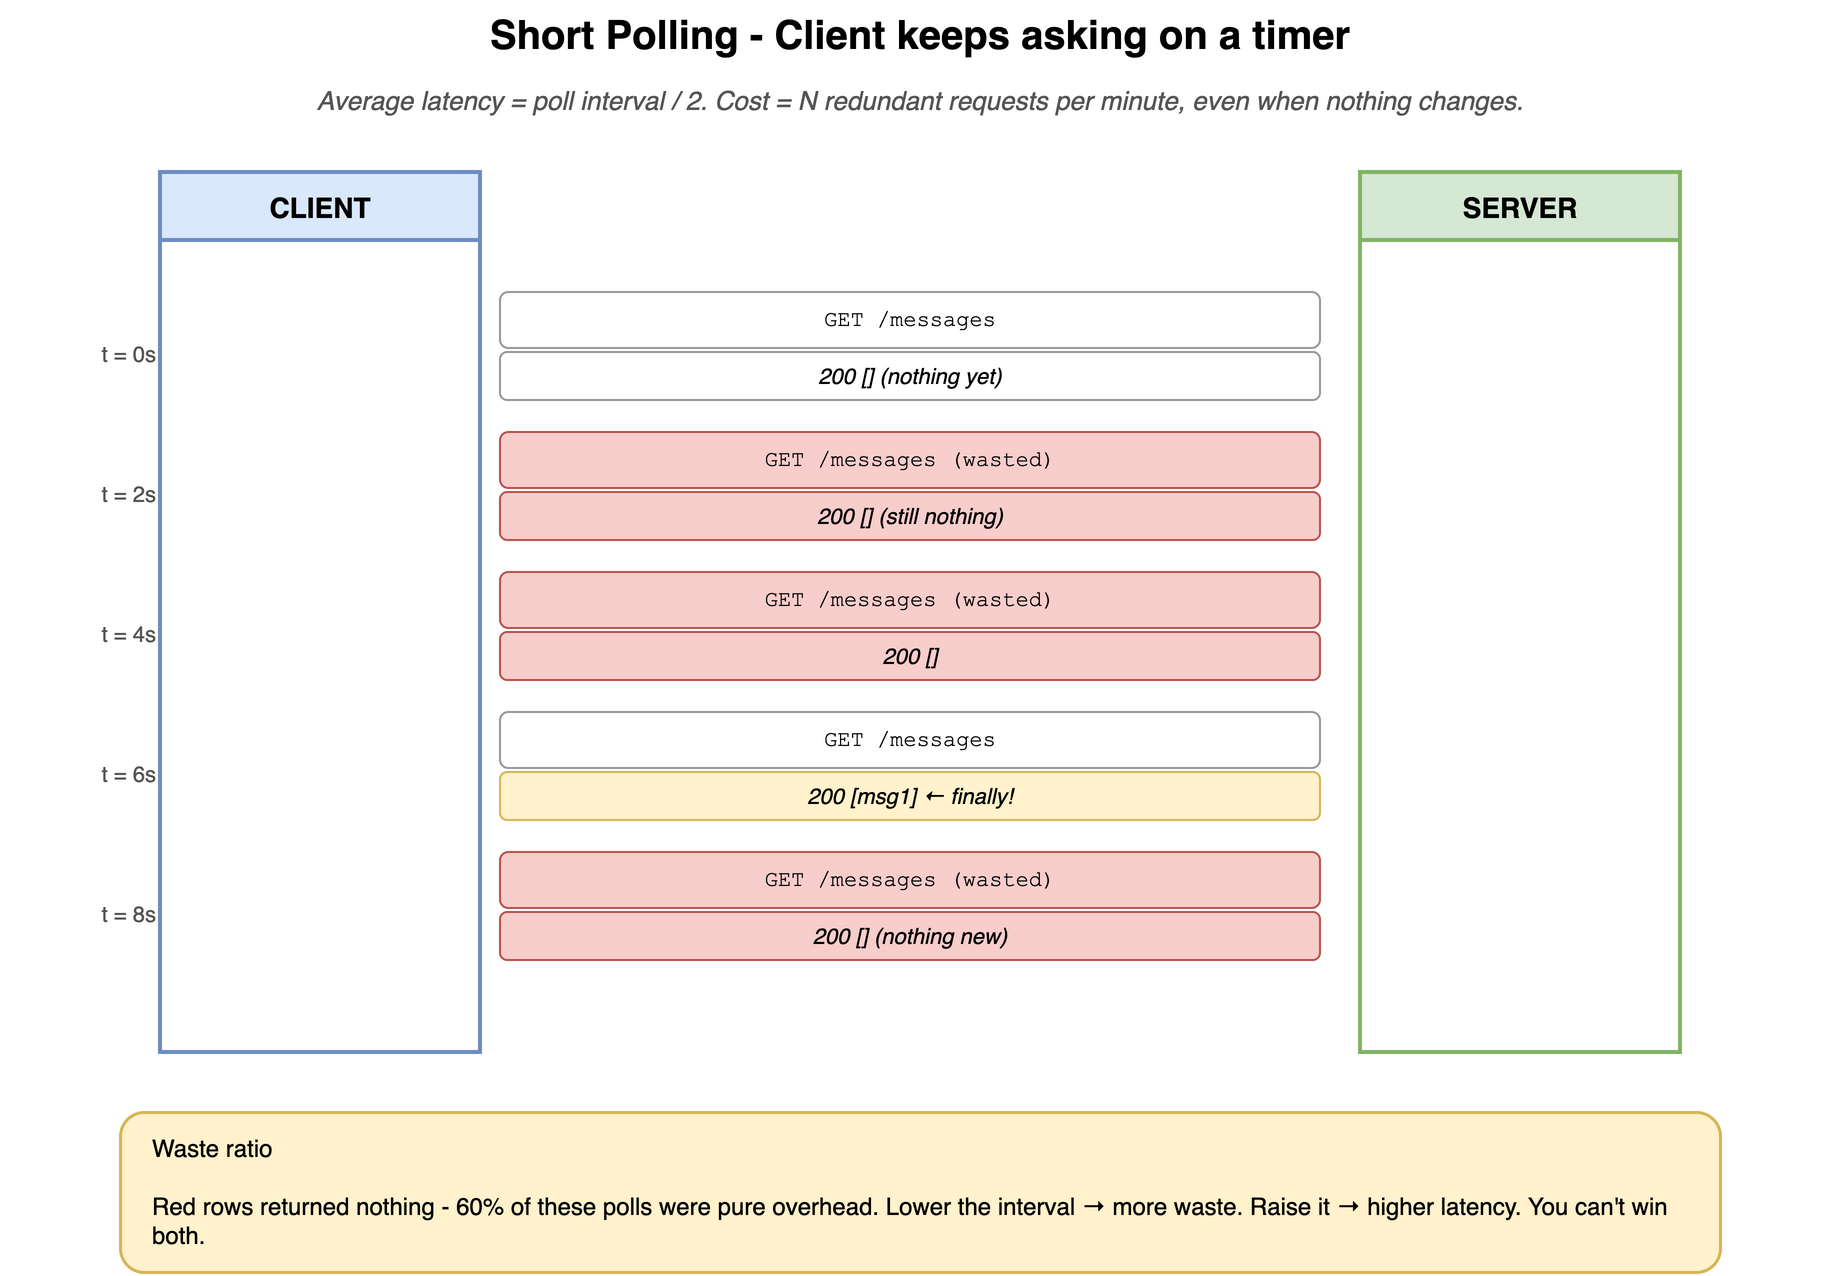 Short Polling - Client keeps asking on a timer
Average latency = poll interval / 2. Cost = N redundant requests per minute, even when nothing changes.
CLIENT
SERVER
GET /messages
t = 0s
200 [] (nothing yet)
GET /messages (wasted)
t = 2s
200 [] (still nothing)
GET /messages (wasted)
t = 4s
200 []
GET /messages
t = 6s
200 [msg1] ← finally!
GET /messages (wasted)
t = 8s
200 [] (nothing new)
Waste ratio
Red rows returned nothing - 60% of these polls were pure overhead. Lower the interval → more waste. Raise it → higher latency. You can't win
both.